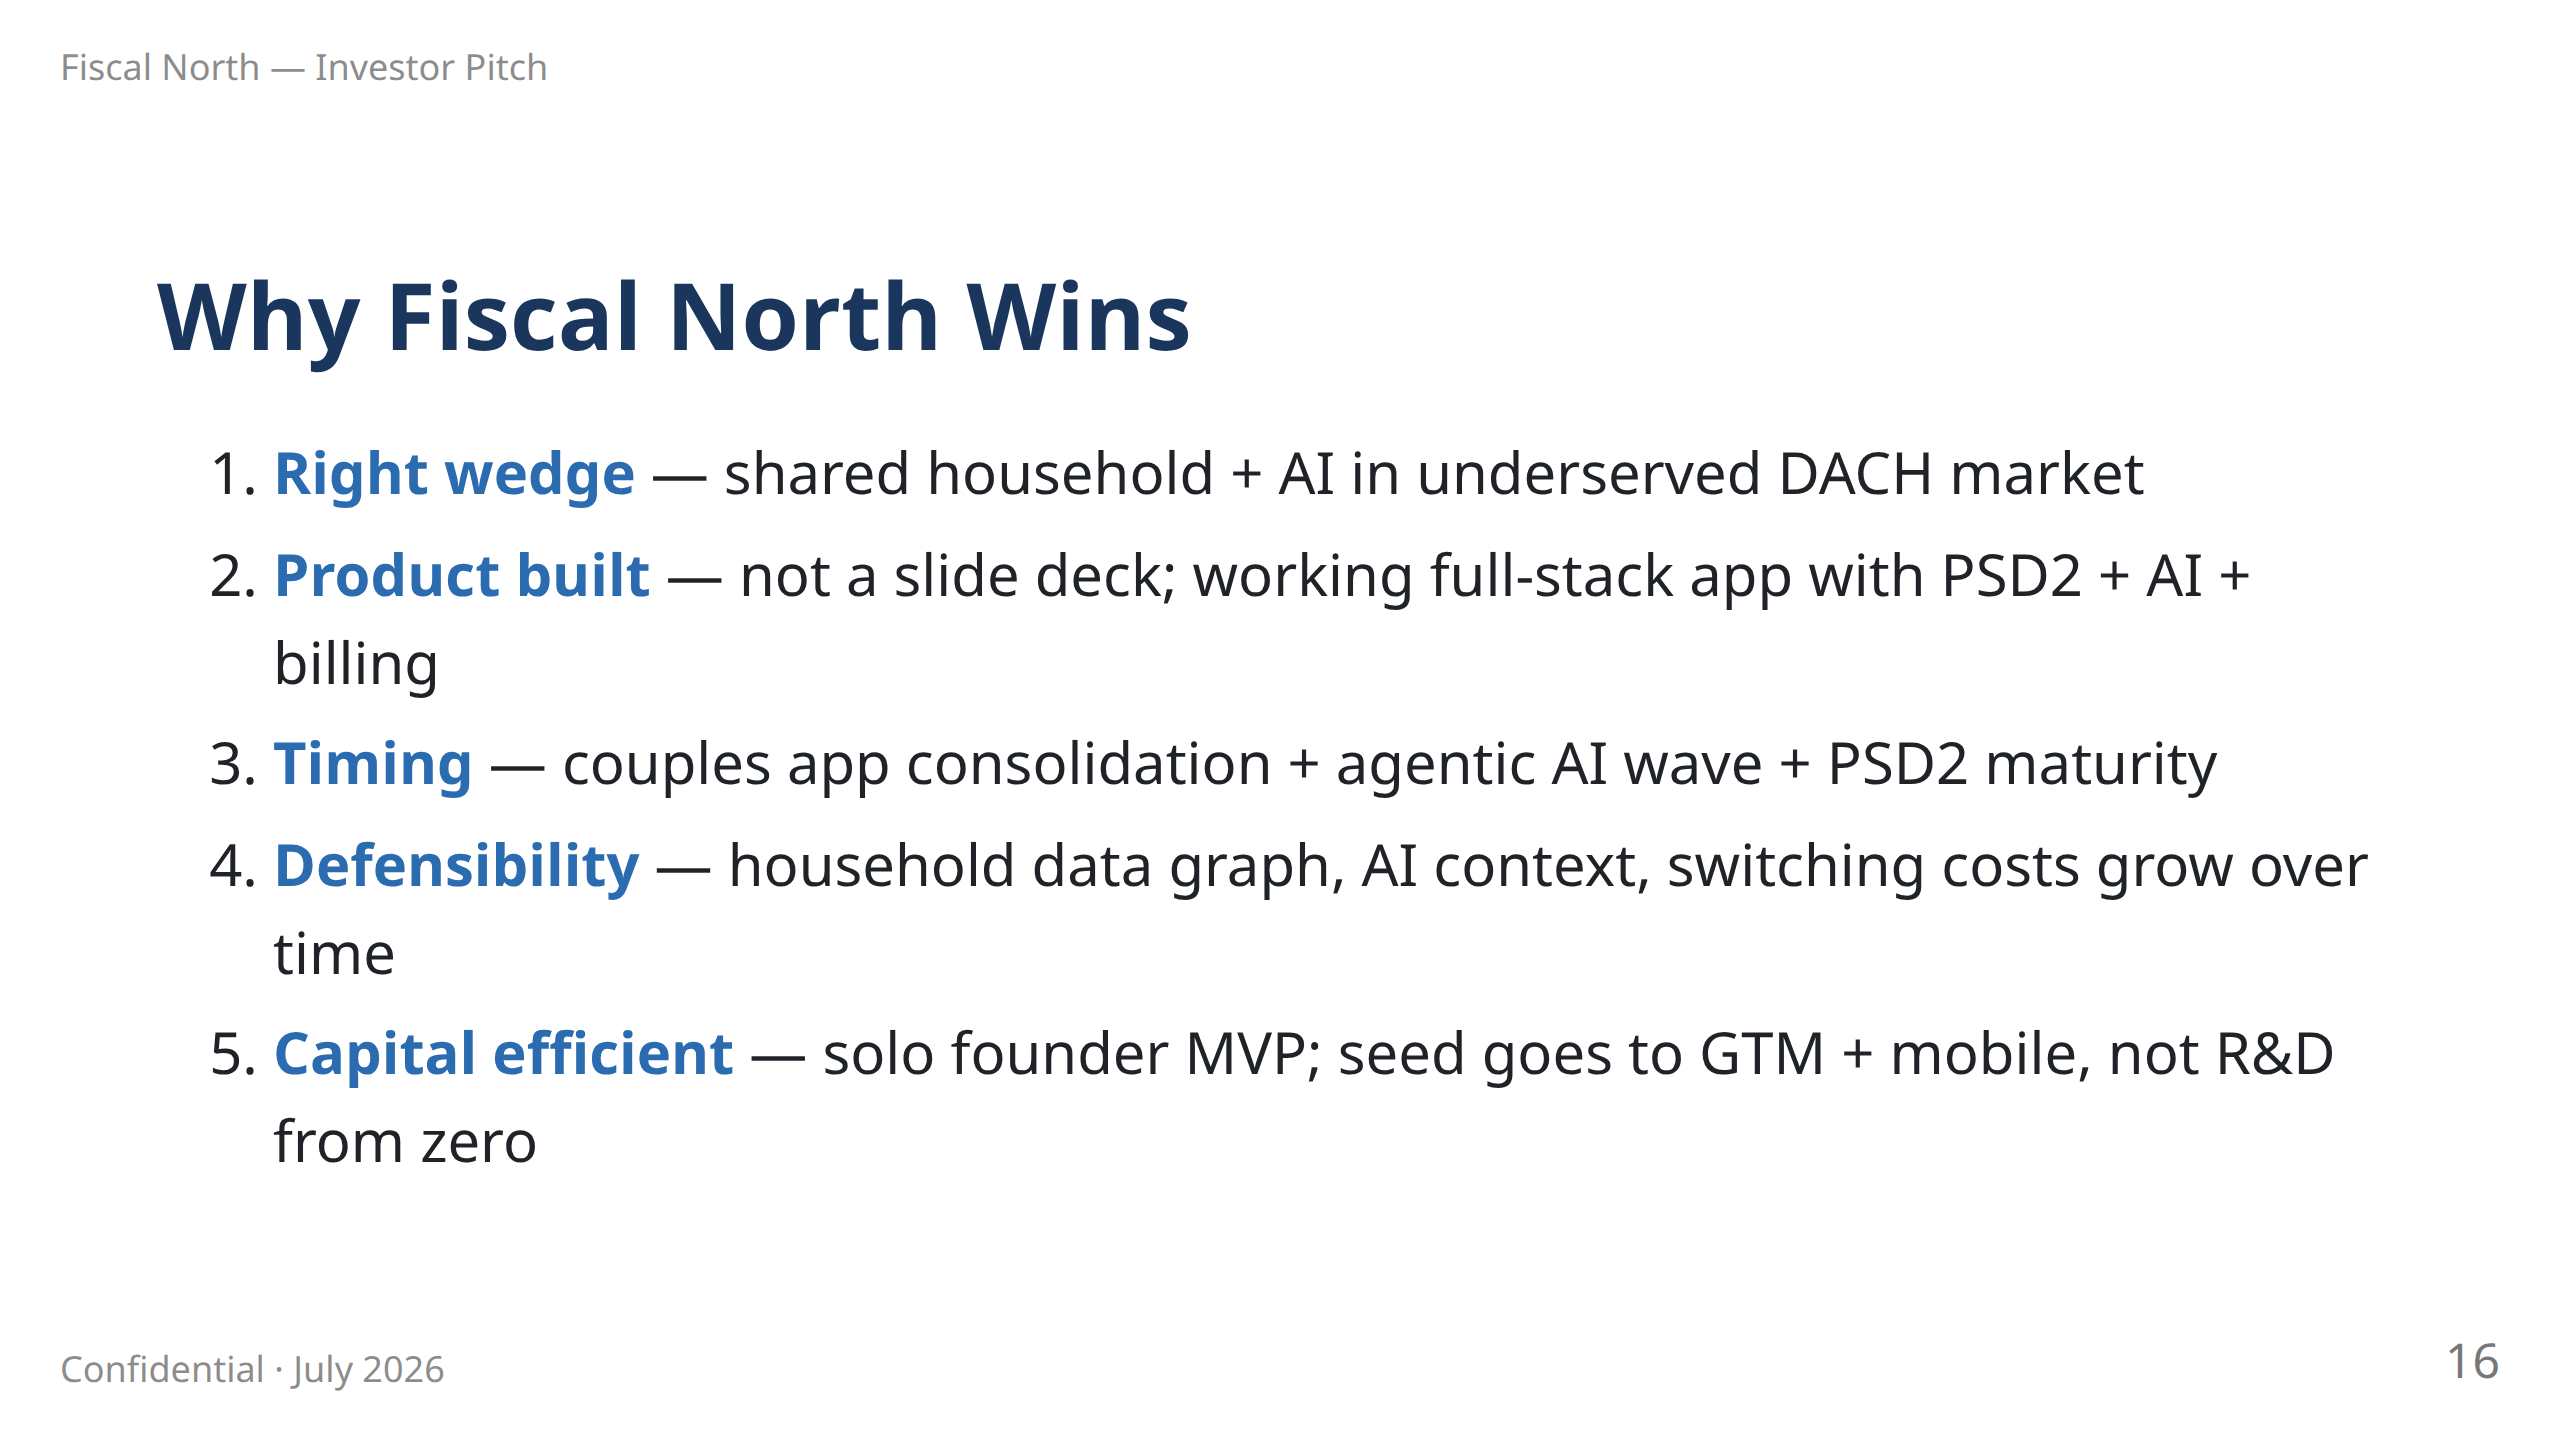 Fiscal North — Investor Pitch
Why Fiscal North Wins
1. Right wedge — shared household + AI in underserved DACH market
2. Product built — not a slide deck; working full-stack app with PSD2 + AI +
billing
3. Timing — couples app consolidation + agentic AI wave + PSD2 maturity
4. Defensibility — household data graph, AI context, switching costs grow over
time
5. Capital efficient — solo founder MVP; seed goes to GTM + mobile, not R&D
from zero
Confidential · July 2026
16